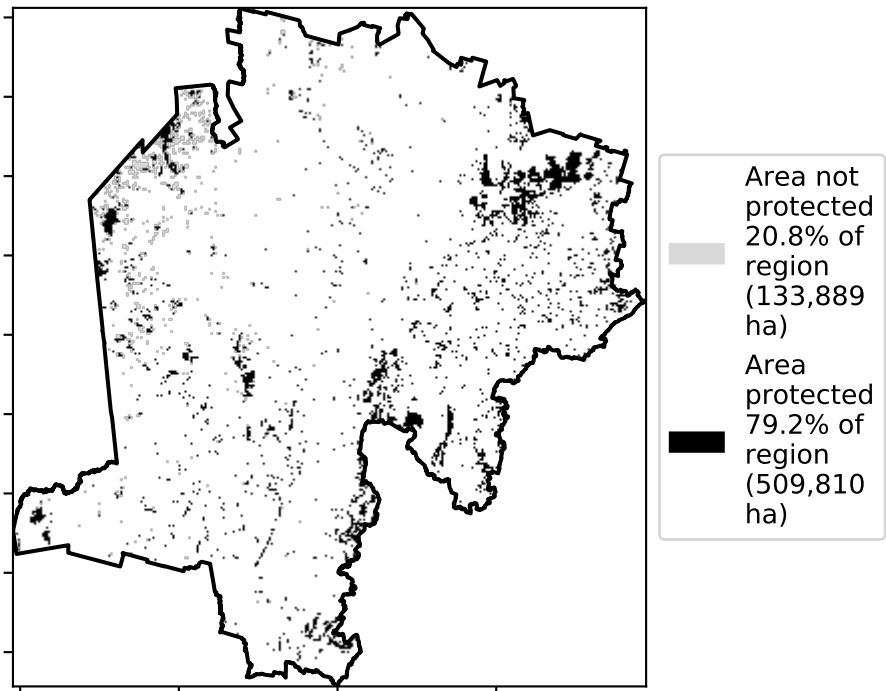 Area not
protected
20.8% of
region
(133,889
ha)
Area
protected
79.2% of
region
(509,810
ha)